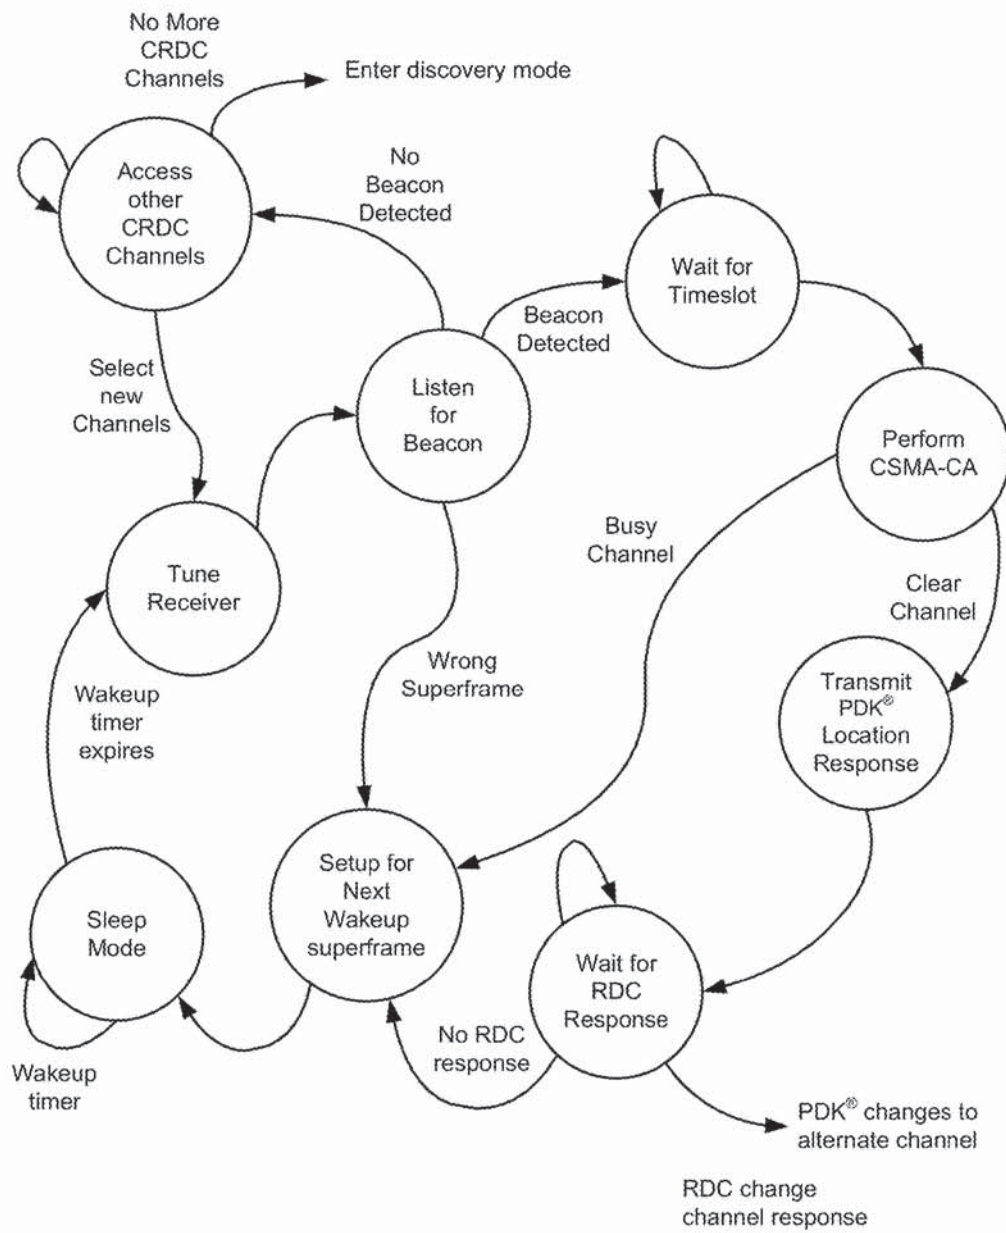 No More
CRDC
Channels
Enter discovery mode
Access
other
CRDC
Channels
No
Beacon
Detected
Wait for
Timeslot
Beacon
Detected
Select
new
Channels
Listen
for
Beacon
Perform
CSMA-CA
Busy
Channel
Tune
Receiver
Clear
Channel
Wrong
Superframe
Wakeup
timer
expires
Transmit
PDK®
Location
Response
Setup for
Next
Wakeup
superframe
Sleep
Mode
Wait for
RDC
Response
No RDC
response
Wakeup
timer
PDK® changes to
alternate channel
RDC change
channel response